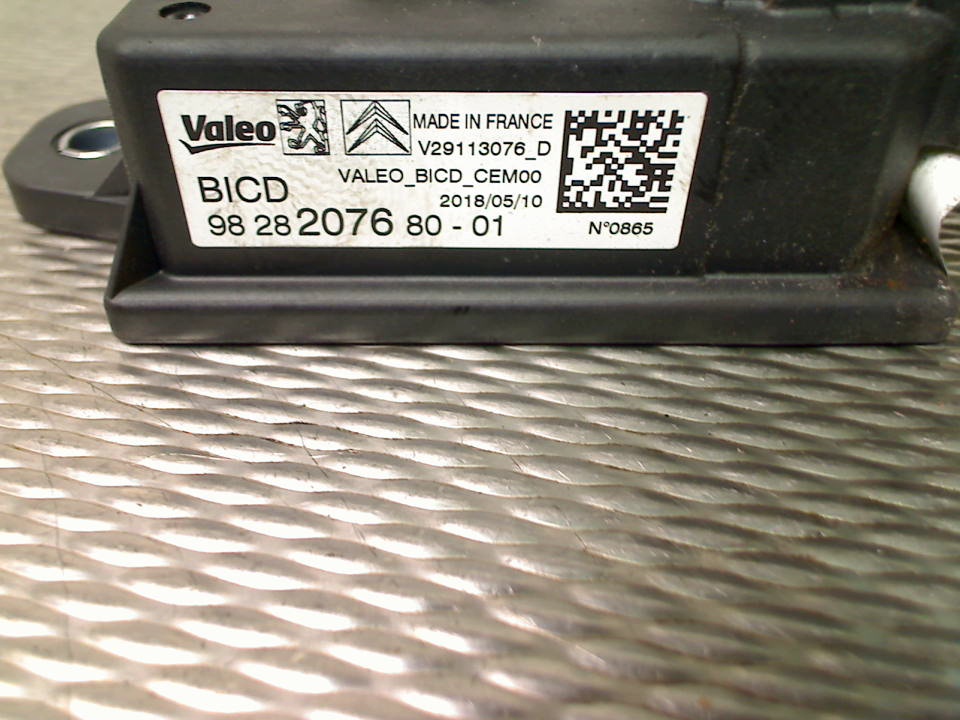 Valeo MADE IN FRANCE
V29113076_D
VALEO_BICD_CEM00
BICD 2018/05/10
98 28 2076 80 - 01 N°0865